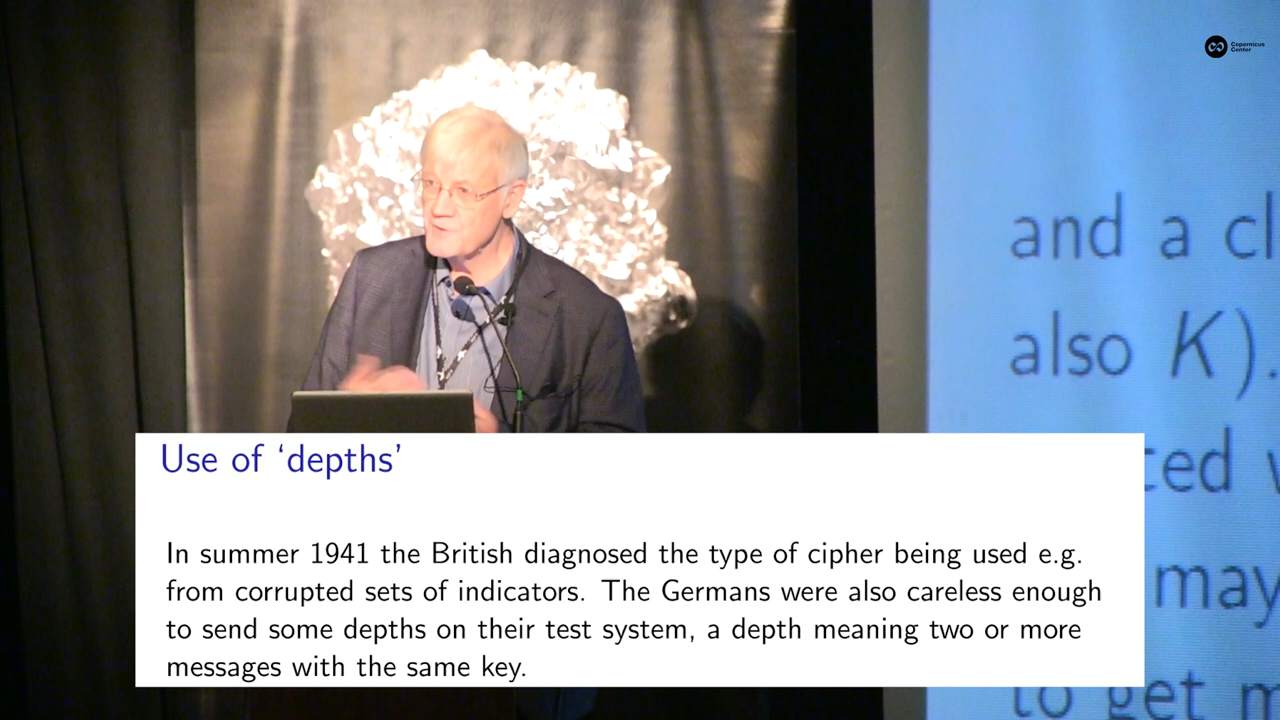 Copernicus
Center
and a cl
also K).
ted w
may
to get m
Use of ‘depths’
In summer 1941 the British diagnosed the type of cipher being used e.g.
from corrupted sets of indicators. The Germans were also careless enough
to send some depths on their test system, a depth meaning two or more
messages with the same key.